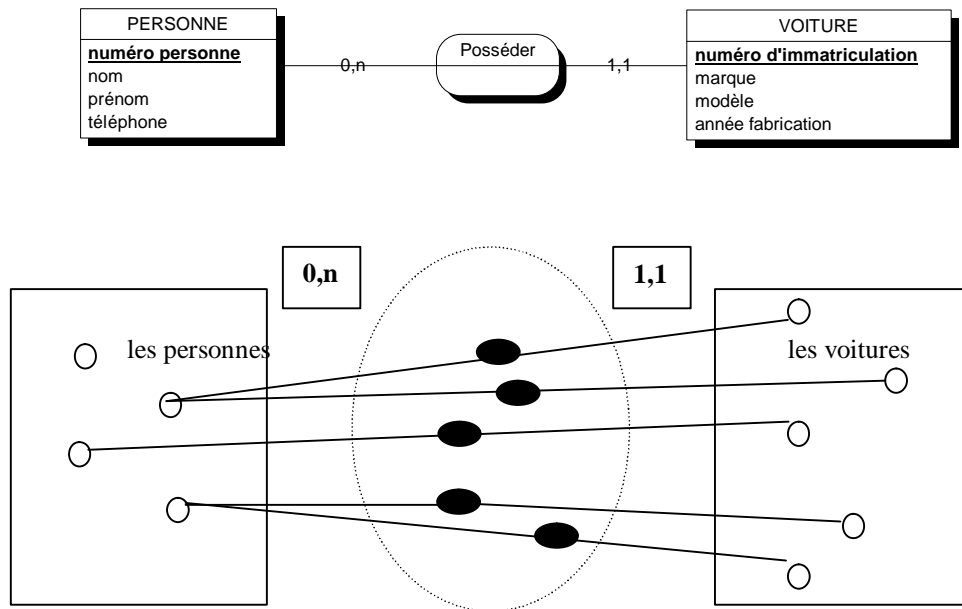 PERSONNE
numéro personne
nom
prénom
téléphone
0,n
Posséder
1,1
VOITURE
numéro d'immatriculation
marque
modèle
année fabrication
0,n
1,1
les personnes
les voitures